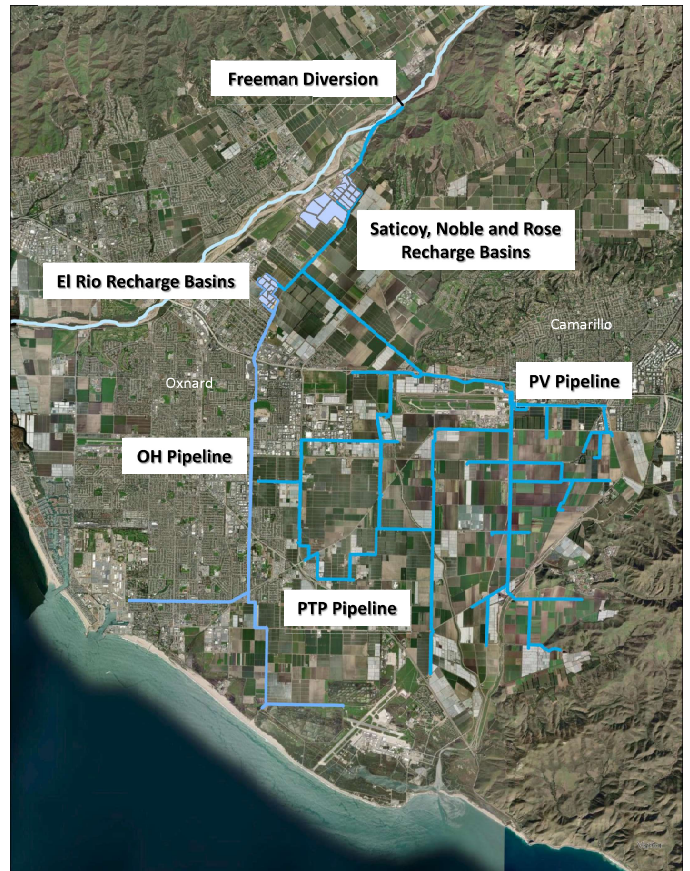 Freeman Diversion
Saticoy, Noble and Rose
Recharge Basins
El Rio Recharge Basins
Camarillo
PV Pipeline
Oxnard
OH Pipeline
PTP Pipeline